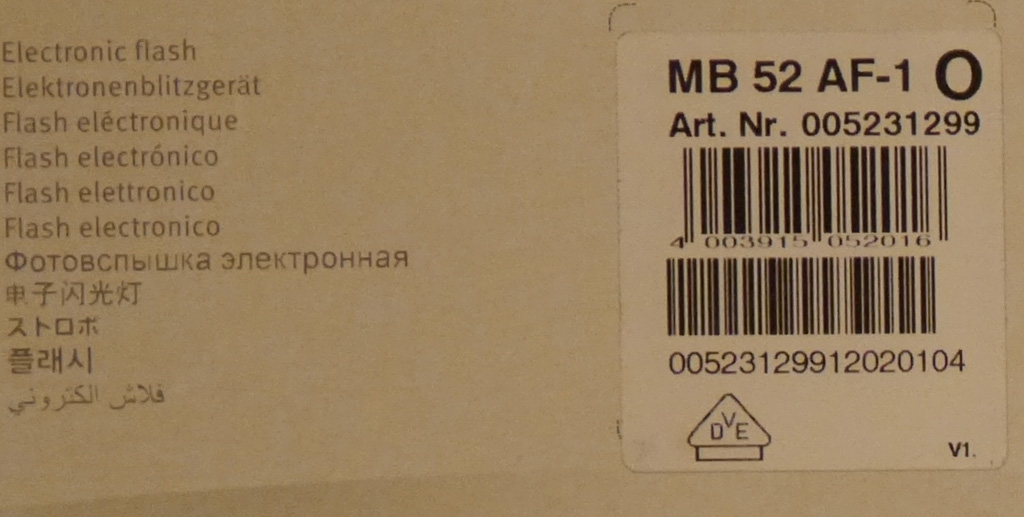 Electronic flash
Elektronenblitzgerät
Flash eléctronique
Flash electrónico
Flash elettronico
Flash electronico
Фотовспышка электронная
电子闪光灯
ストロボ
플래시
فلاش الكتروني
MB 52 AF-1 O
Art. Nr. 005231299
4 003915 052016
00523129912020104
DVE
V1.